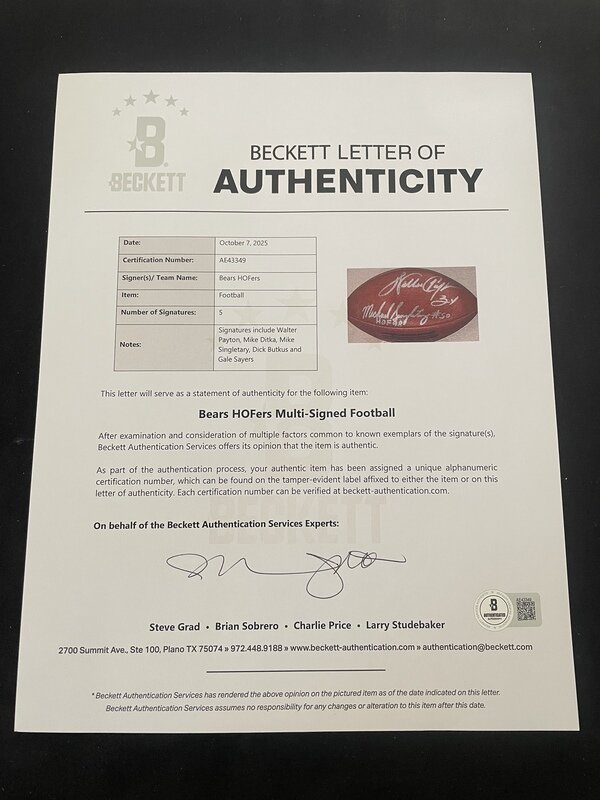 B
BECKETT
BECKETT LETTER OF
AUTHENTICITY
Date: October 7, 2025
Certification Number: AE43349
Signer(s)/ Team Name: Bears HOFers
Item: Football
Number of Signatures: 5
Notes: Signatures include Walter
Payton, Mike Ditka, Mike
Singletary, Dick Butkus and
Gale Sayers
Walter Payton
34
Michael Singletary #50
This letter will serve as a statement of authenticity for the following item:
Bears HOFers Multi-Signed Football
After examination and consideration of multiple factors common to known exemplars of the signature(s),
Beckett Authentication Services offers its opinion that the item is authentic.
As part of the authentication process, your authentic item has been assigned a unique alphanumeric
certification number, which can be found on the tamper-evident label affixed to either the item or on this
letter of authenticity. Each certification number can be verified at beckett-authentication.com.
BECKETT
On behalf of the Beckett Authentication Services Experts:
B
AUTHENTICATED
AE43349
Steve Grad • Brian Sobrero • Charlie Price • Larry Studebaker
2700 Summit Ave., Ste 100, Plano TX 75074 » 972.448.9188 » www.beckett-authentication.com » authentication@beckett.com
*Beckett Authentication Services has rendered the above opinion on the pictured item as of the date indicated on this letter.
Beckett Authentication Services assumes no responsibility for any changes or alteration to this item after this date.